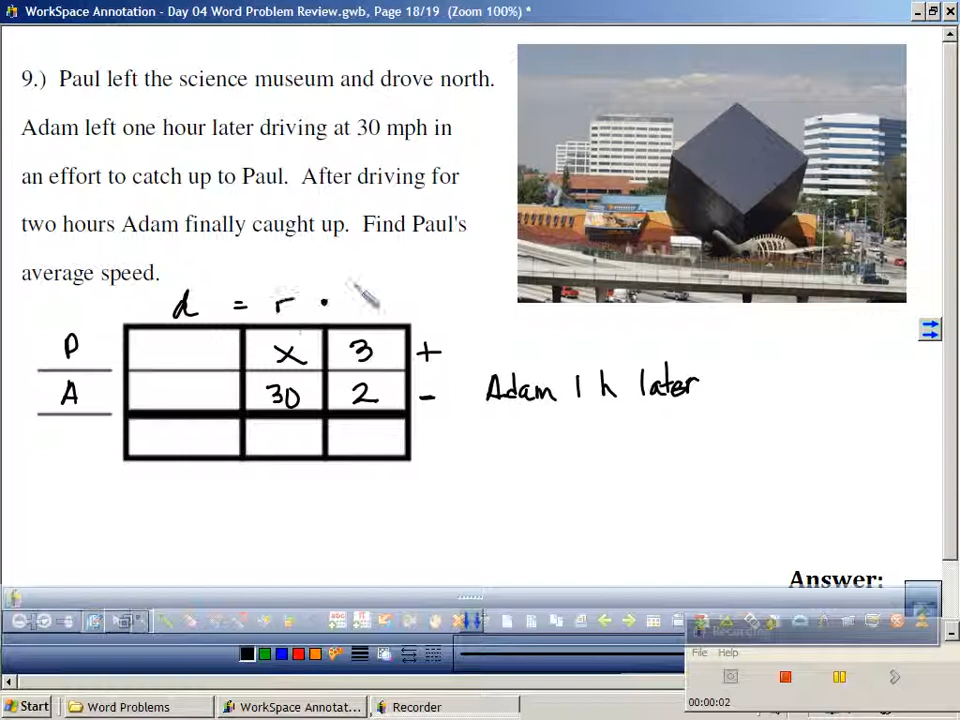 WorkSpace Annotation - Day 04 Word Problem Review.gwb, Page 18/19 (Zoom 100%) *
9.) Paul left the science museum and drove north.
Adam left one hour later driving at 30 mph in
an effort to catch up to Paul. After driving for
two hours Adam finally caught up. Find Paul's
average speed.
d = r ·
P x 3 +
A 30 2 - Adam 1 h later
Answer:
Recording
File Help
00:00:02
Start Word Problems WorkSpace Annotat... Recorder